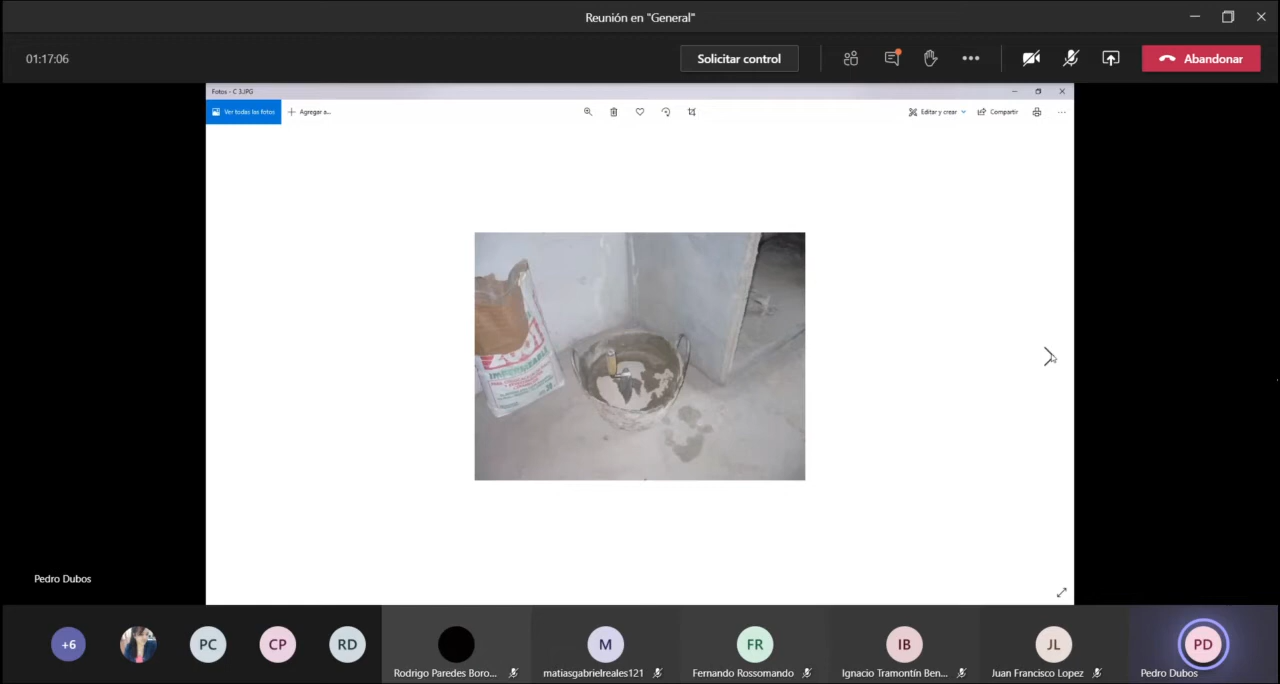 Reunión en "General"
01:17:06
Solicitar control
Abandonar
Fotos - C 3.JPG
Ver todas las fotos
Agregar a...
Editar y crear
Compartir
IMPERMEABLE
Pedro Dubos
+6
PC
CP
RD
M
FR
IB
JL
PD
Rodrigo Paredes Boro...
matiasgabrielreales121
Fernando Rossomando
Ignacio Tramontín Ben...
Juan Francisco Lopez
Pedro Dubos